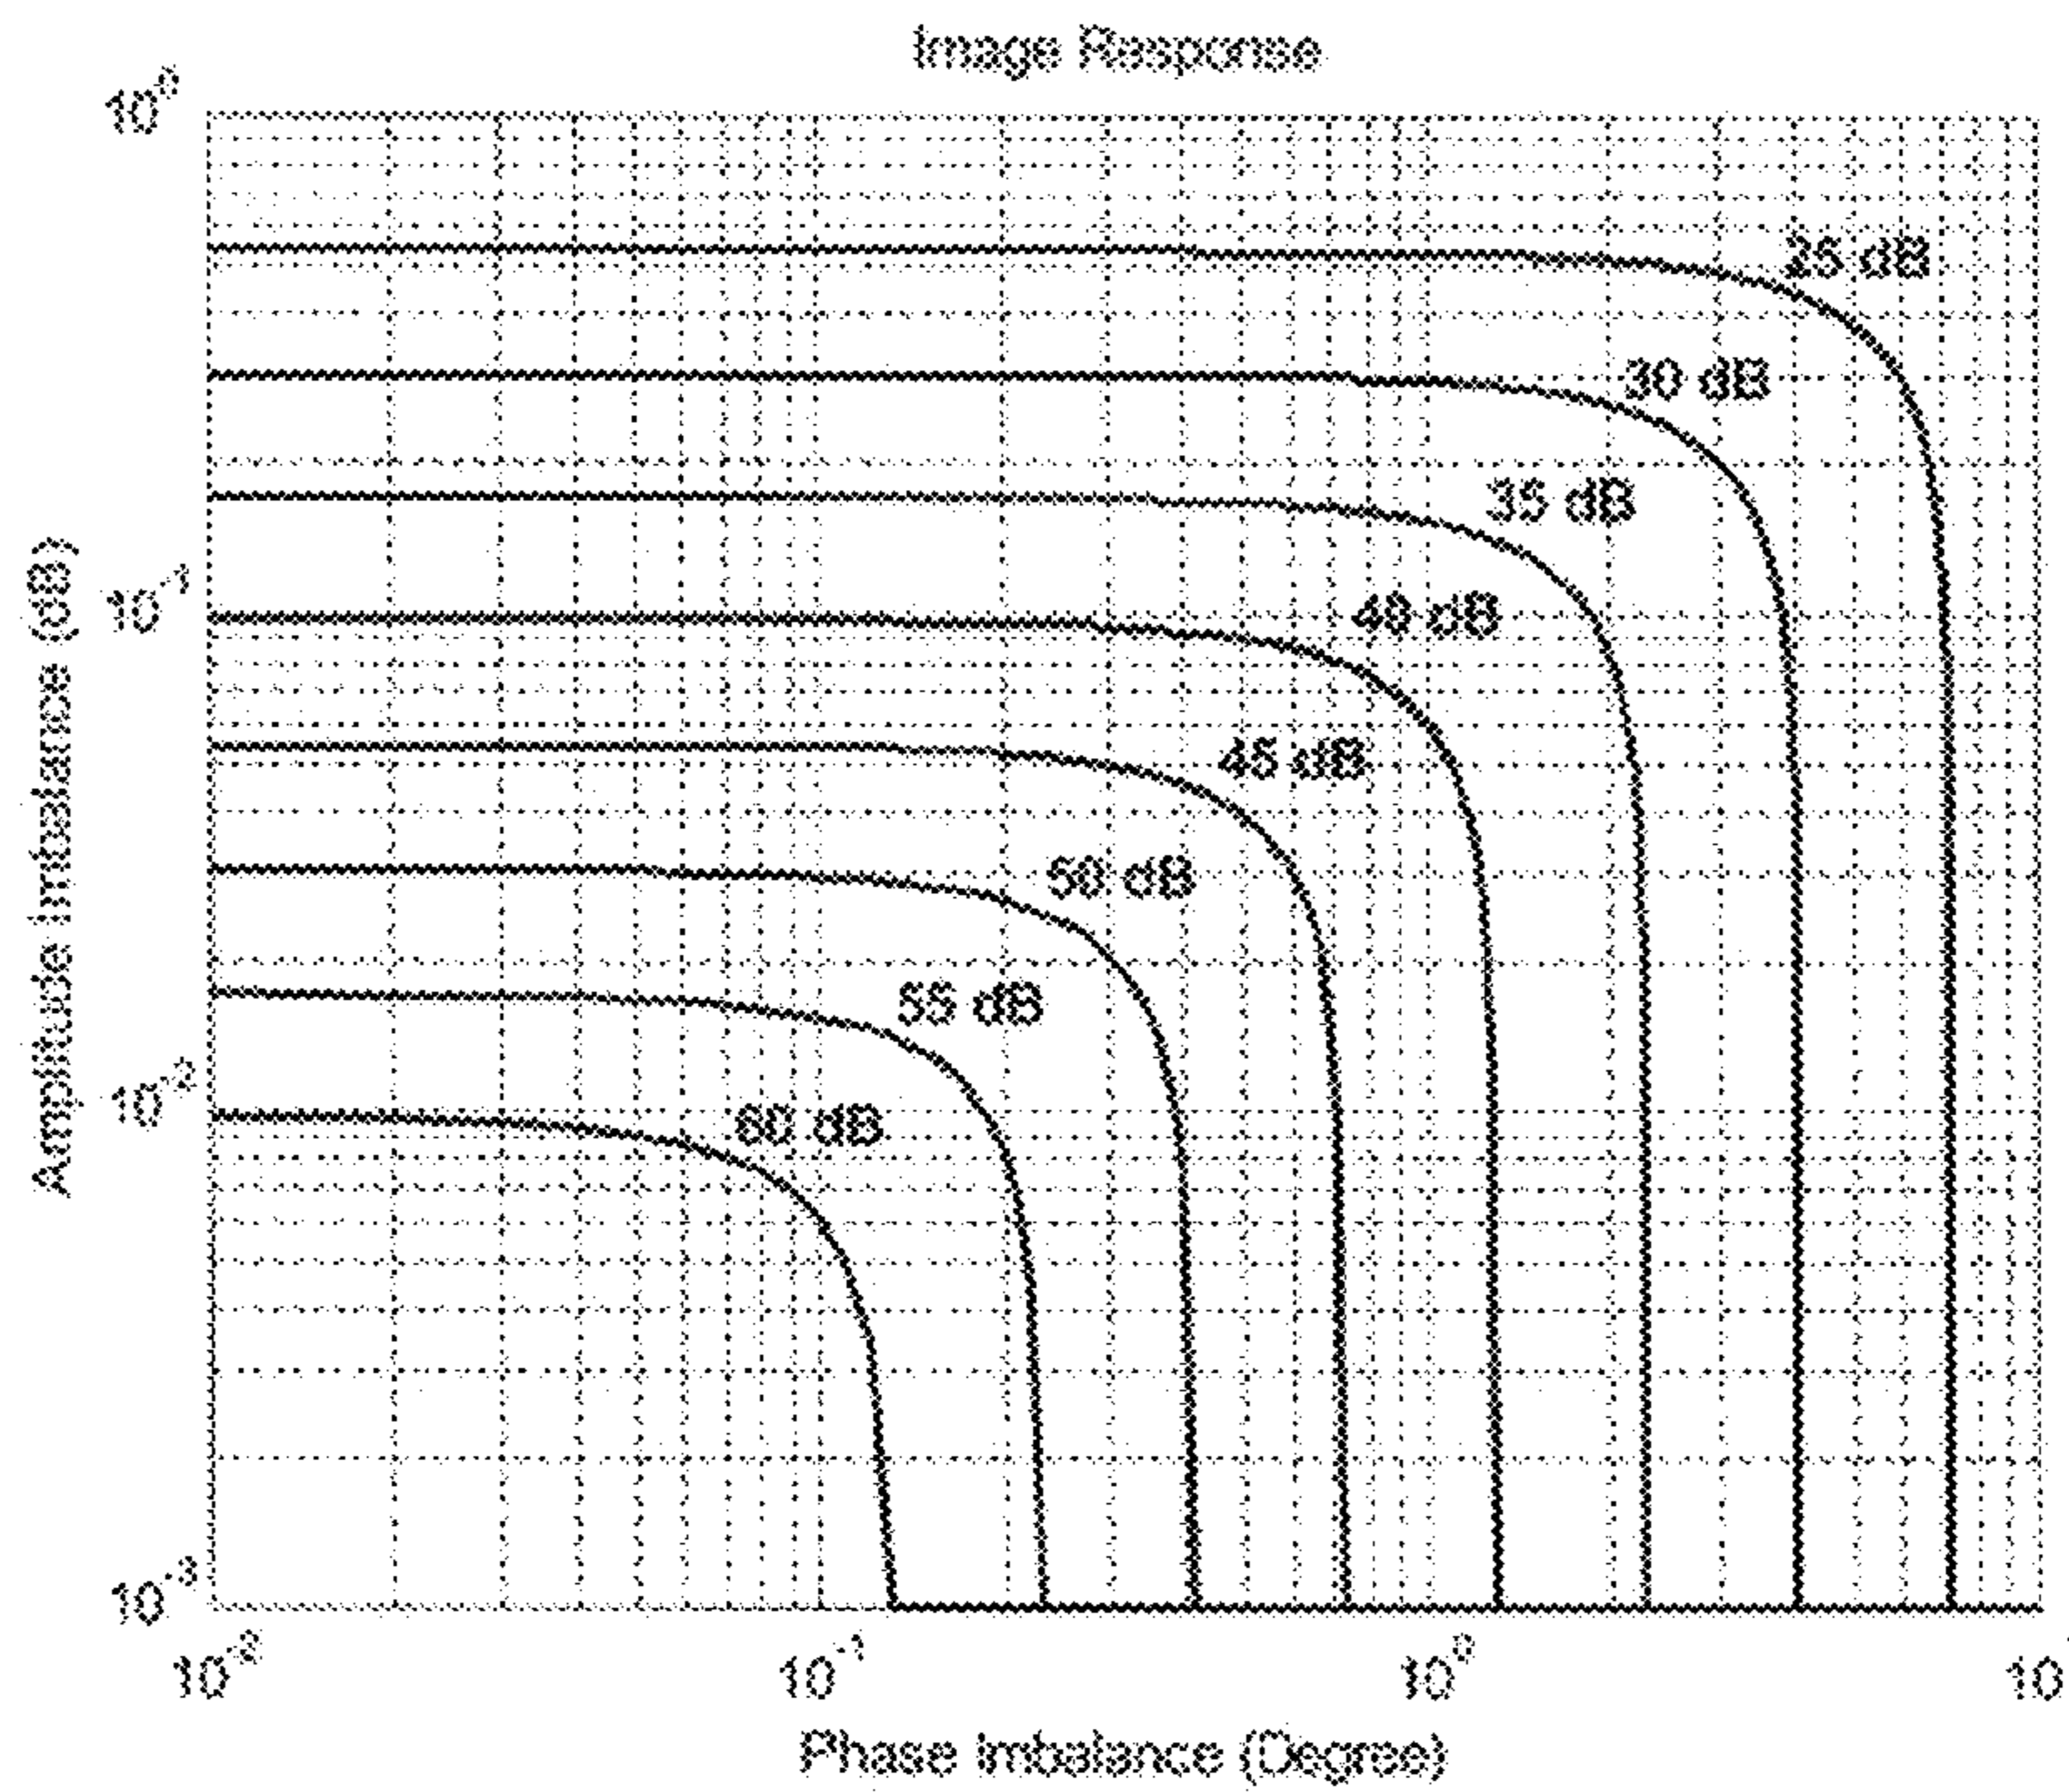 Image Response
10^0
10^-1
10^-2
10^-3
Amplitude Imbalance (dB)
25 dB
30 dB
35 dB
40 dB
45 dB
50 dB
55 dB
60 dB
10^-2
10^-1
10^0
10
Phase Imbalance (Degree)